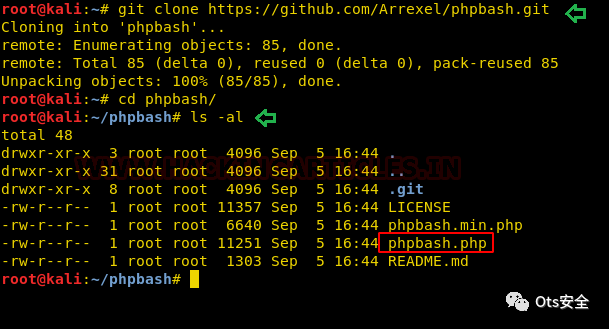 root@kali:~# git clone https://github.com/Arrexel/phpbash.git
Cloning into 'phpbash'...
remote: Enumerating objects: 85, done.
remote: Total 85 (delta 0), reused 0 (delta 0), pack-reused 85
Unpacking objects: 100% (85/85), done.
root@kali:~# cd phpbash/
root@kali:~/phpbash# ls -al
total 48
drwxr-xr-x  3 root root  4096 Sep  5 16:44 .
drwxr-xr-x 31 root root  4096 Sep  5 16:44 ..
drwxr-xr-x  8 root root  4096 Sep  5 16:44 .git
-rw-r--r--  1 root root 11357 Sep  5 16:44 LICENSE
-rw-r--r--  1 root root  6640 Sep  5 16:44 phpbash.min.php
-rw-r--r--  1 root root 11251 Sep  5 16:44 phpbash.php
-rw-r--r--  1 root root  1303 Sep  5 16:44 README.md
root@kali:~/phpbash#
Ots安全